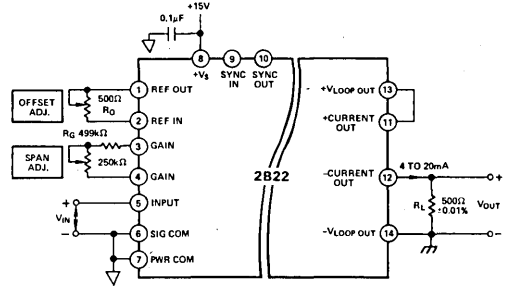 +15V
0.1μF
8
9
10
+VS
SYNC IN
SYNC OUT
OFFSET ADJ.
500Ω
RO
1
REF OUT
2
REF IN
RG 499kΩ
SPAN ADJ.
250kΩ
3
GAIN
4
GAIN
+
VIN
−
5
INPUT
6
SIG COM
7
PWR COM
2B22
+VLOOP OUT
13
+CURRENT OUT
11
−CURRENT OUT
12
4 TO 20mA
RL
500Ω
±0.01%
+
VOUT
−
−VLOOP OUT
14